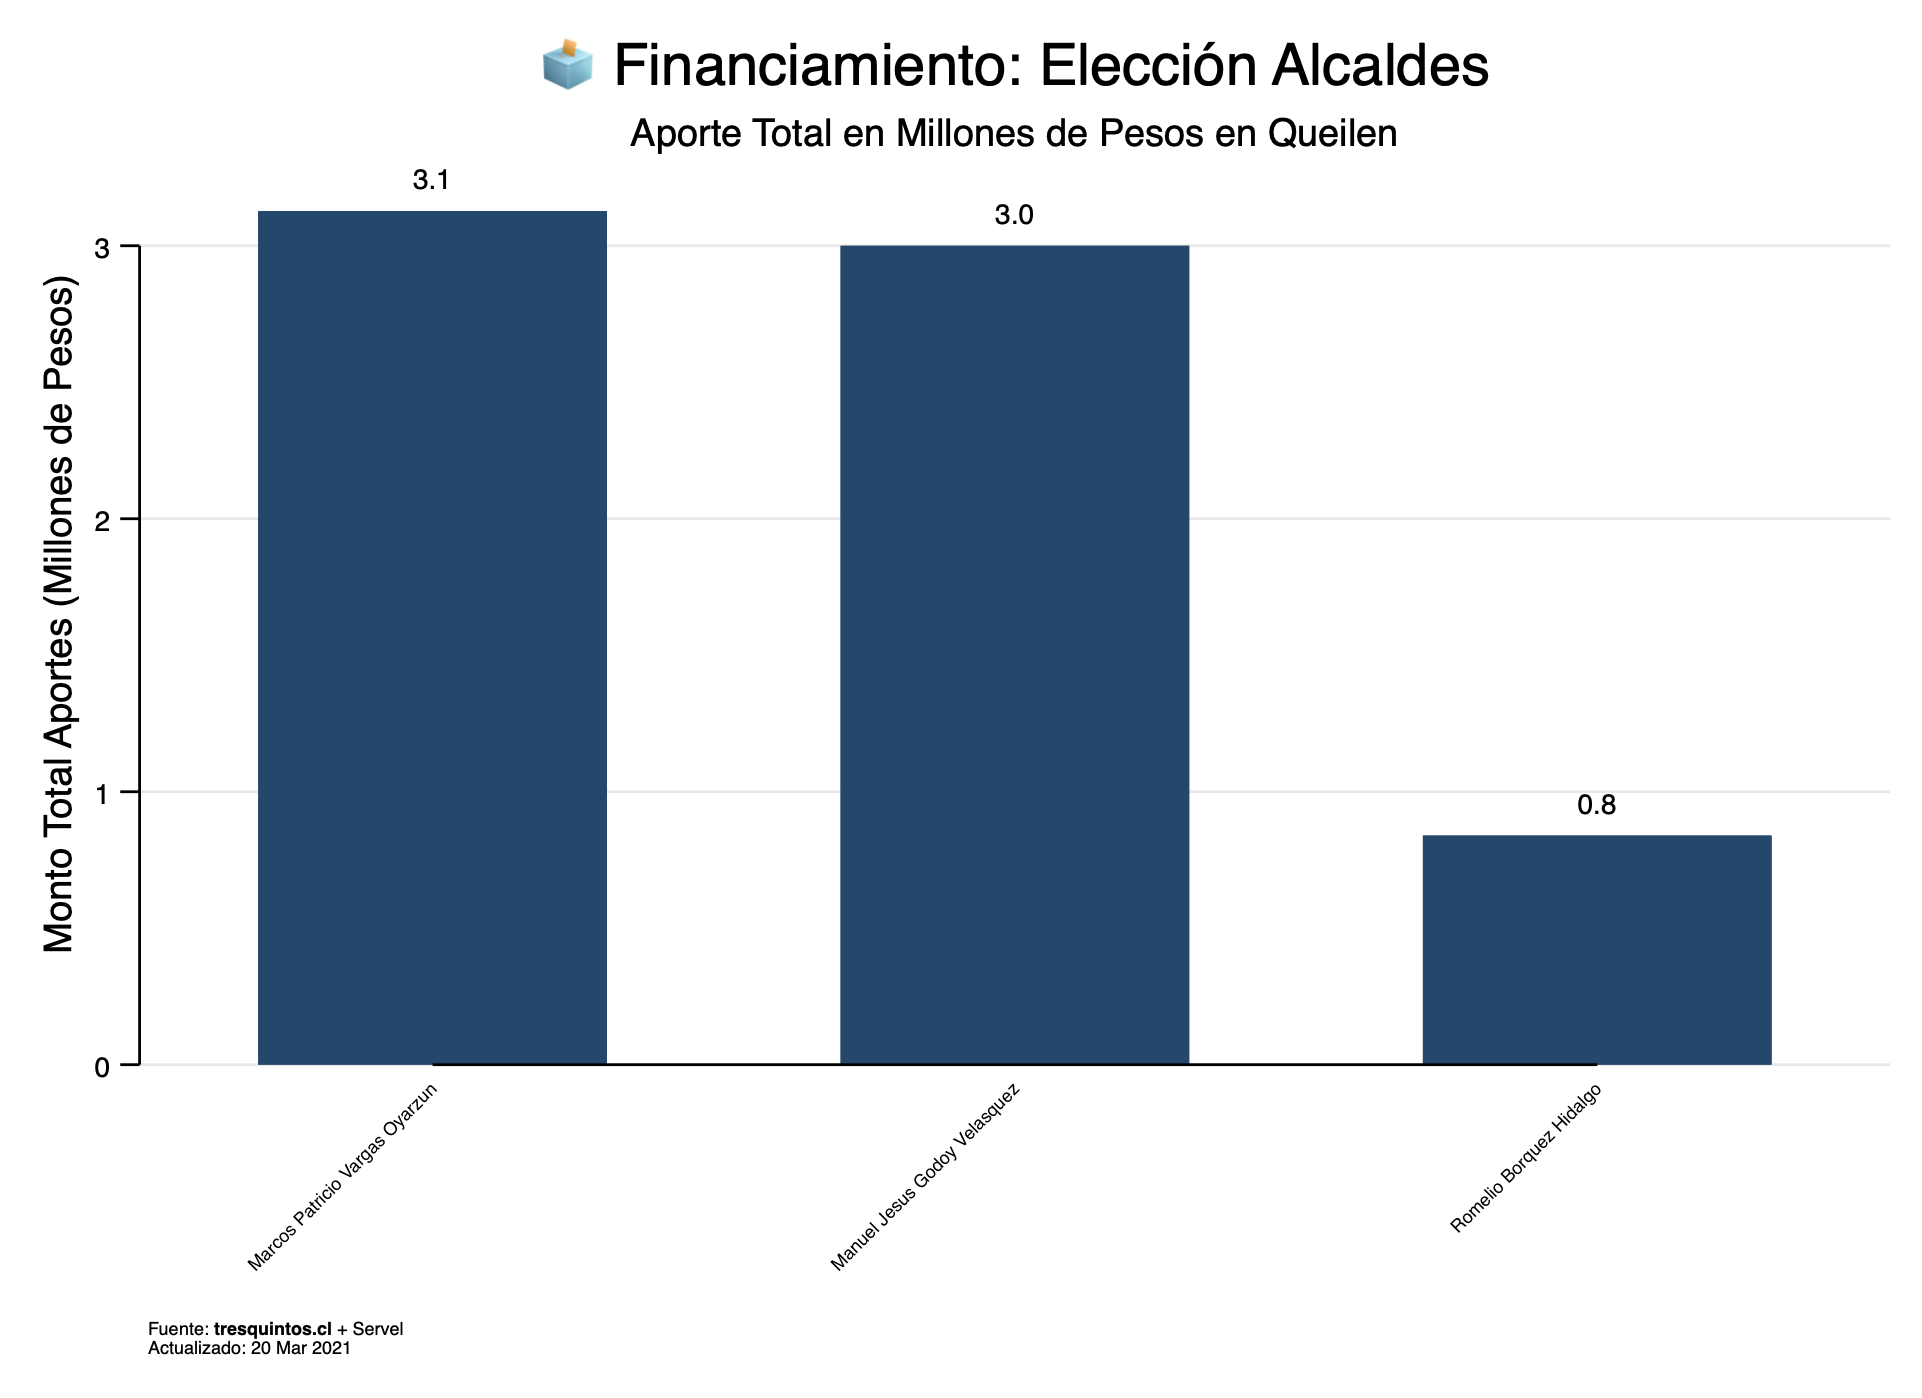 Financiamiento: Elección Alcaldes
Aporte Total en Millones de Pesos en Queilen
Monto Total Aportes (Millones de Pesos)
3
2
1
0
3.1
3.0
0.8
Marcos Patricio Vargas Oyarzun
Manuel Jesus Godoy Velasquez
Romelio Borquez Hidalgo
Fuente: tresquintos.cl + Servel
Actualizado: 20 Mar 2021